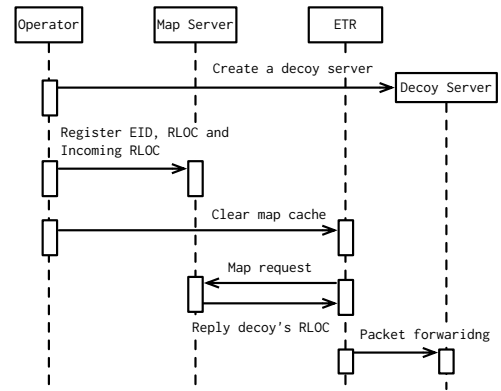 Operator
Map Server
ETR
Create a decoy server
Decoy Server
Register EID, RLOC and
Incoming RLOC
Clear map cache
Map request
Reply decoy's RLOC
Packet forwaridng